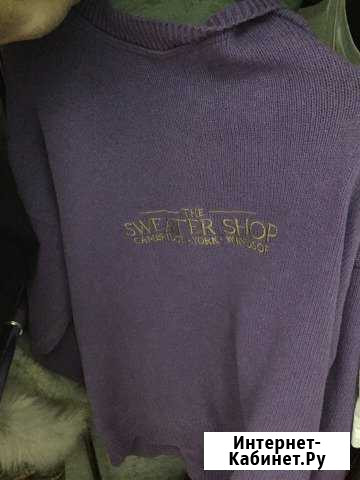 THE
SWEATER SHOP
CAMBRIDGE · YORK · WINDSOR
Интернет-
Кабинет.Ру